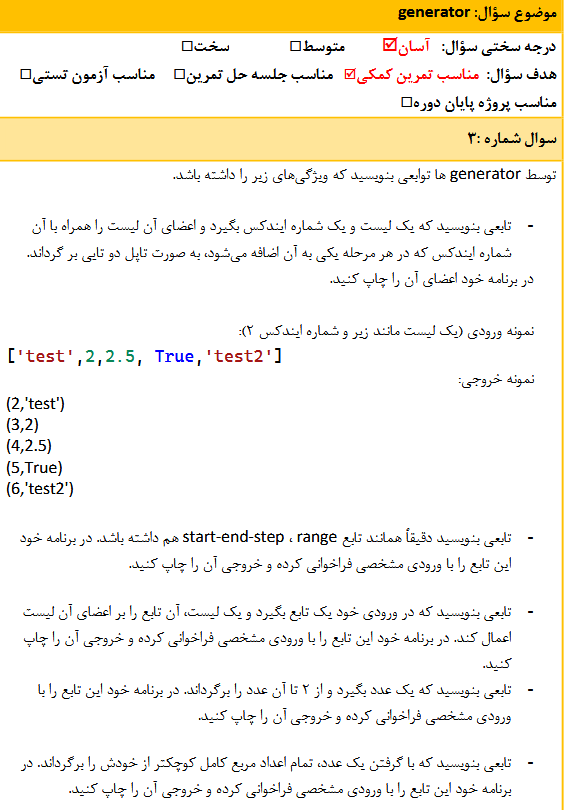 موضوع سؤال: generator
درجه سختی سؤال: آسان☑ متوسط☐ سخت☐
هدف سؤال: مناسب تمرین کمکی☑ مناسب جلسه حل تمرین☐ مناسب آزمون تستی☐
مناسب پروژه پایان دوره☐
سوال شماره ۳:
توسط generator ها توابعی بنویسید که ویژگی‌های زیر را داشته باشد.
- تابعی بنویسید که یک لیست و یک شماره ایندکس بگیرد و اعضای آن لیست را همراه با آن
شماره ایندکس که در هر مرحله یکی به آن اضافه می‌شود، به صورت تاپل دو تایی بر گرداند.
در برنامه خود اعضای آن را چاپ کنید.
نمونه ورودی (یک لیست مانند زیر و شماره ایندکس ۲):
['test',2,2.5, True,'test2']
نمونه خروجی:
(2,'test')
(3,2)
(4,2.5)
(5,True)
(6,'test2')
- تابعی بنویسید دقیقاً همانند تابع range ، start-end-step هم داشته باشد. در برنامه خود
این تابع را با ورودی مشخصی فراخوانی کرده و خروجی آن را چاپ کنید.
- تابعی بنویسید که در ورودی خود یک تابع بگیرد و یک لیست، آن تابع را بر اعضای آن لیست
اعمال کند. در برنامه خود این تابع را با ورودی مشخصی فراخوانی کرده و خروجی آن را چاپ
کنید.
- تابعی بنویسید که یک عدد بگیرد و از ۲ تا آن عدد را برگرداند. در برنامه خود این تابع را با
ورودی مشخصی فراخوانی کرده و خروجی آن را چاپ کنید.
- تابعی بنویسید که با گرفتن یک عدد، تمام اعداد مربع کامل کوچکتر از خودش را برگرداند. در
برنامه خود این تابع را با ورودی مشخصی فراخوانی کرده و خروجی آن را چاپ کنید.